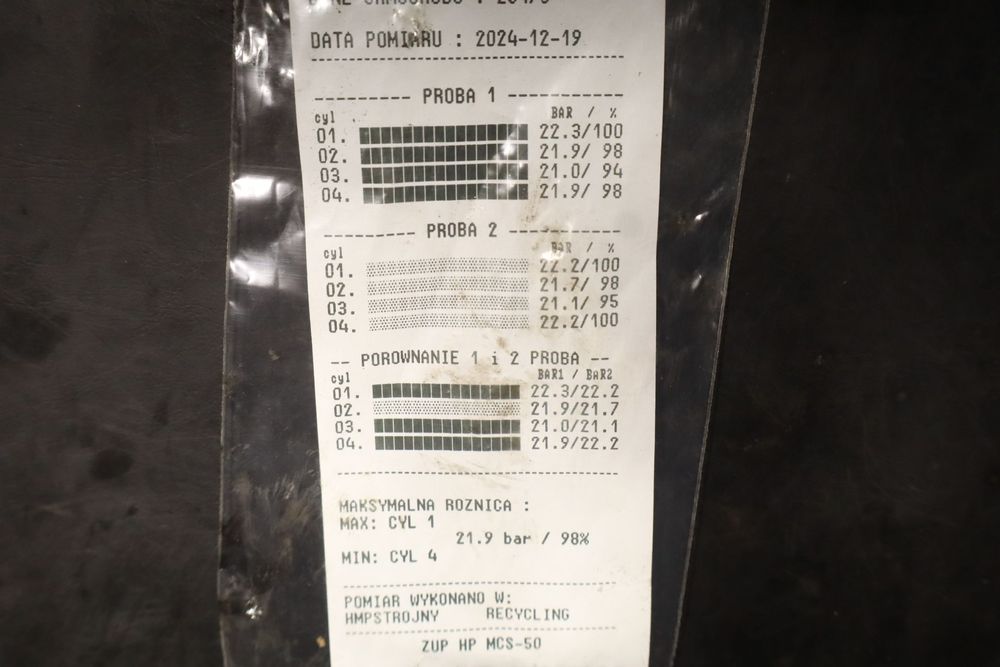 DATA POMIARU : 2024-12-19
--------- PROBA 1 -----------
cyl . BAR / %
01. 22.3/100
02. 21.9/ 98
03. 21.0/ 94
04. 21.9/ 98
--------- PROBA 2 -----------
cyl BAR / %
01. 22.2/100
02. 21.7/ 98
03. 21.1/ 95
04. 22.2/100
-- POROWNANIE 1 i 2 PROBA --
cyl BAR1 / BAR2
01. 22.3/22.2
02. 21.9/21.7
03. 21.0/21.1
04. 21.9/22.2
MAKSYMALNA ROZNICA :
MAX: CYL 1
21.9 bar / 98%
MIN: CYL 4
POMIAR WYKONANO W:
HMPSTROJNY RECYCLING
ZUP HP MCS-50